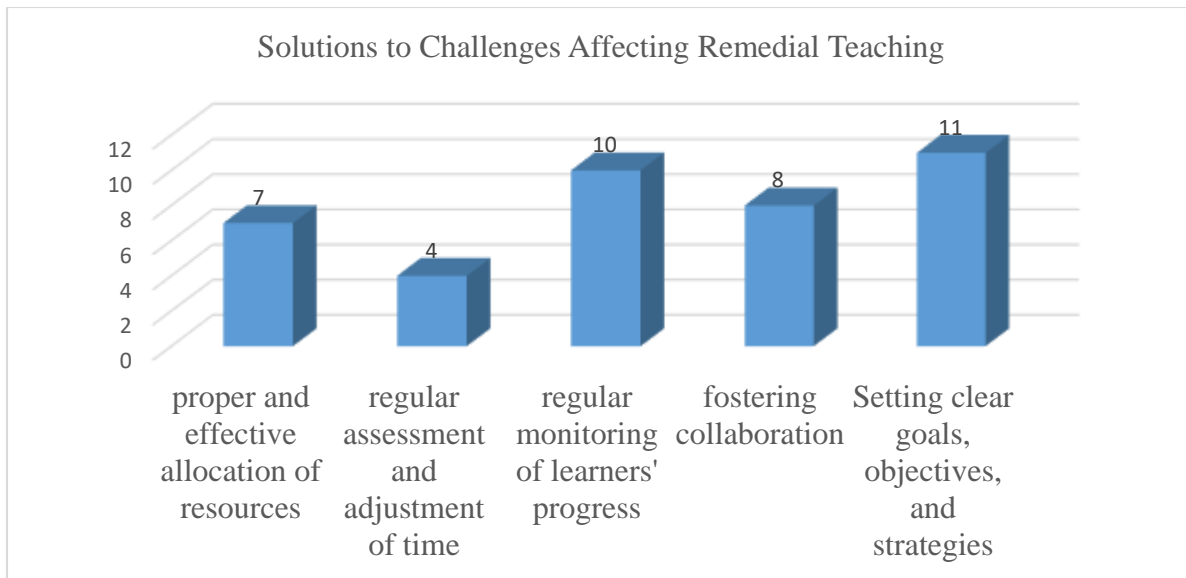 Solutions to Challenges Affecting Remedial Teaching
12
10
8
6
4
2
0
7
4
10
8
11
proper and
effective
allocation of
resources
regular
assessment
and
adjustment
of time
regular
monitoring
of learners'
progress
fostering
collaboration
Setting clear
goals,
objectives,
and
strategies